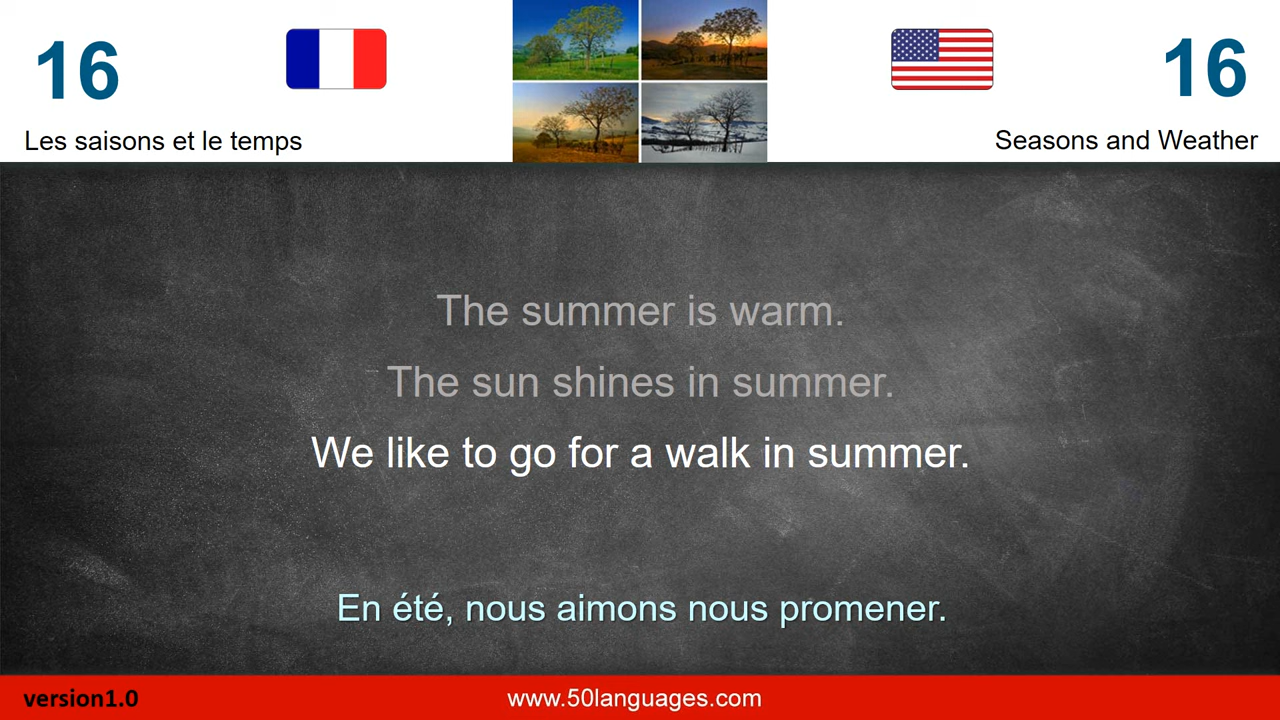 16
16
Les saisons et le temps
Seasons and Weather
The summer is warm.
The sun shines in summer.
We like to go for a walk in summer.
En été, nous aimons nous promener.
version1.0
www.50languages.com